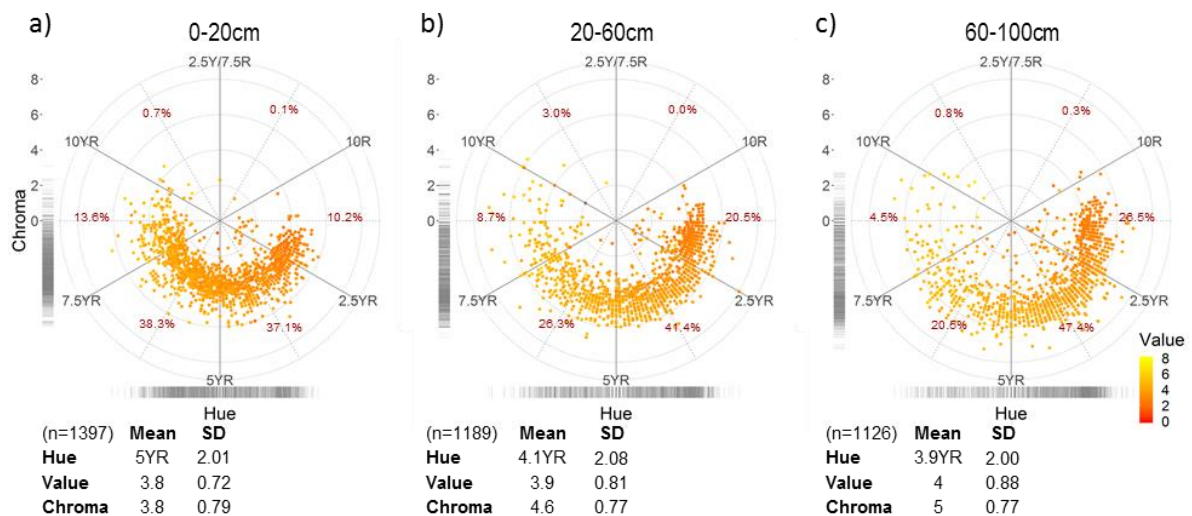 a) 0-20cm
2.5Y/7.5R
8
6
4
2
0
Chroma
0.7%
0.1%
10YR
10R
13.6%
10.2%
7.5YR
2.5YR
38.3%
37.1%
5YR
Hue
(n=1397) Mean SD
Hue 5YR 2.01
Value 3.8 0.72
Chroma 3.8 0.79
b) 20-60cm
2.5Y/7.5R
8
6
4
2
0
3.0%
0.0%
10YR
10R
8.7%
20.5%
7.5YR
2.5YR
26.3%
41.4%
5YR
Hue
(n=1189) Mean SD
Hue 4.1YR 2.08
Value 3.9 0.81
Chroma 4.6 0.77
c) 60-100cm
2.5Y/7.5R
8
6
4
2
0
0.8%
0.3%
10YR
10R
4.5%
26.5%
7.5YR
2.5YR
20.5%
47.4%
5YR
Hue
Value
8
6
4
2
0
(n=1126) Mean SD
Hue 3.9YR 2.00
Value 4 0.88
Chroma 5 0.77